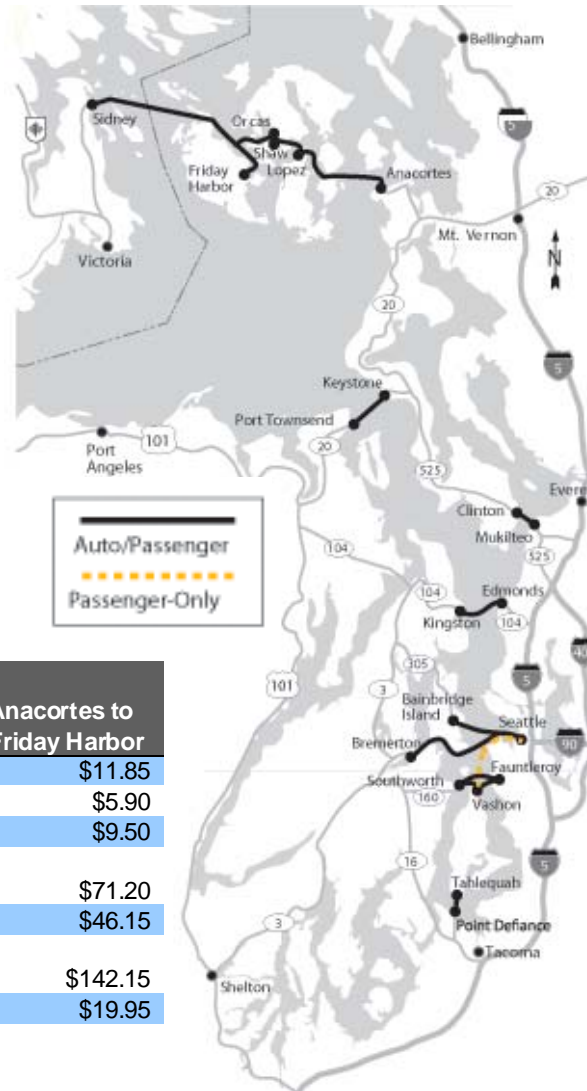 Bellingham
5
Sidney
Orcas
Shaw
Lopez
Friday
Harbor
Anacortes
20
Mt. Vernon
Victoria
N
20
Keystone
5
Port Townsend
20
Port
Angeles
101
525
Clinton
Mukilteo
525
Auto/Passenger
Passenger-Only
104
104
Edmonds
Kingston
104
305
5
101
3
Bainbridge
Island
Seattle
90
Bremerton
Fauntleroy
Southworth
160
Vashon
16
5
Tahlequah
Point Defiance
Tacoma
3
Shelton
Anacortes to
Friday Harbor
$11.85
$5.90
$9.50
$71.20
$46.15
$142.15
$19.95